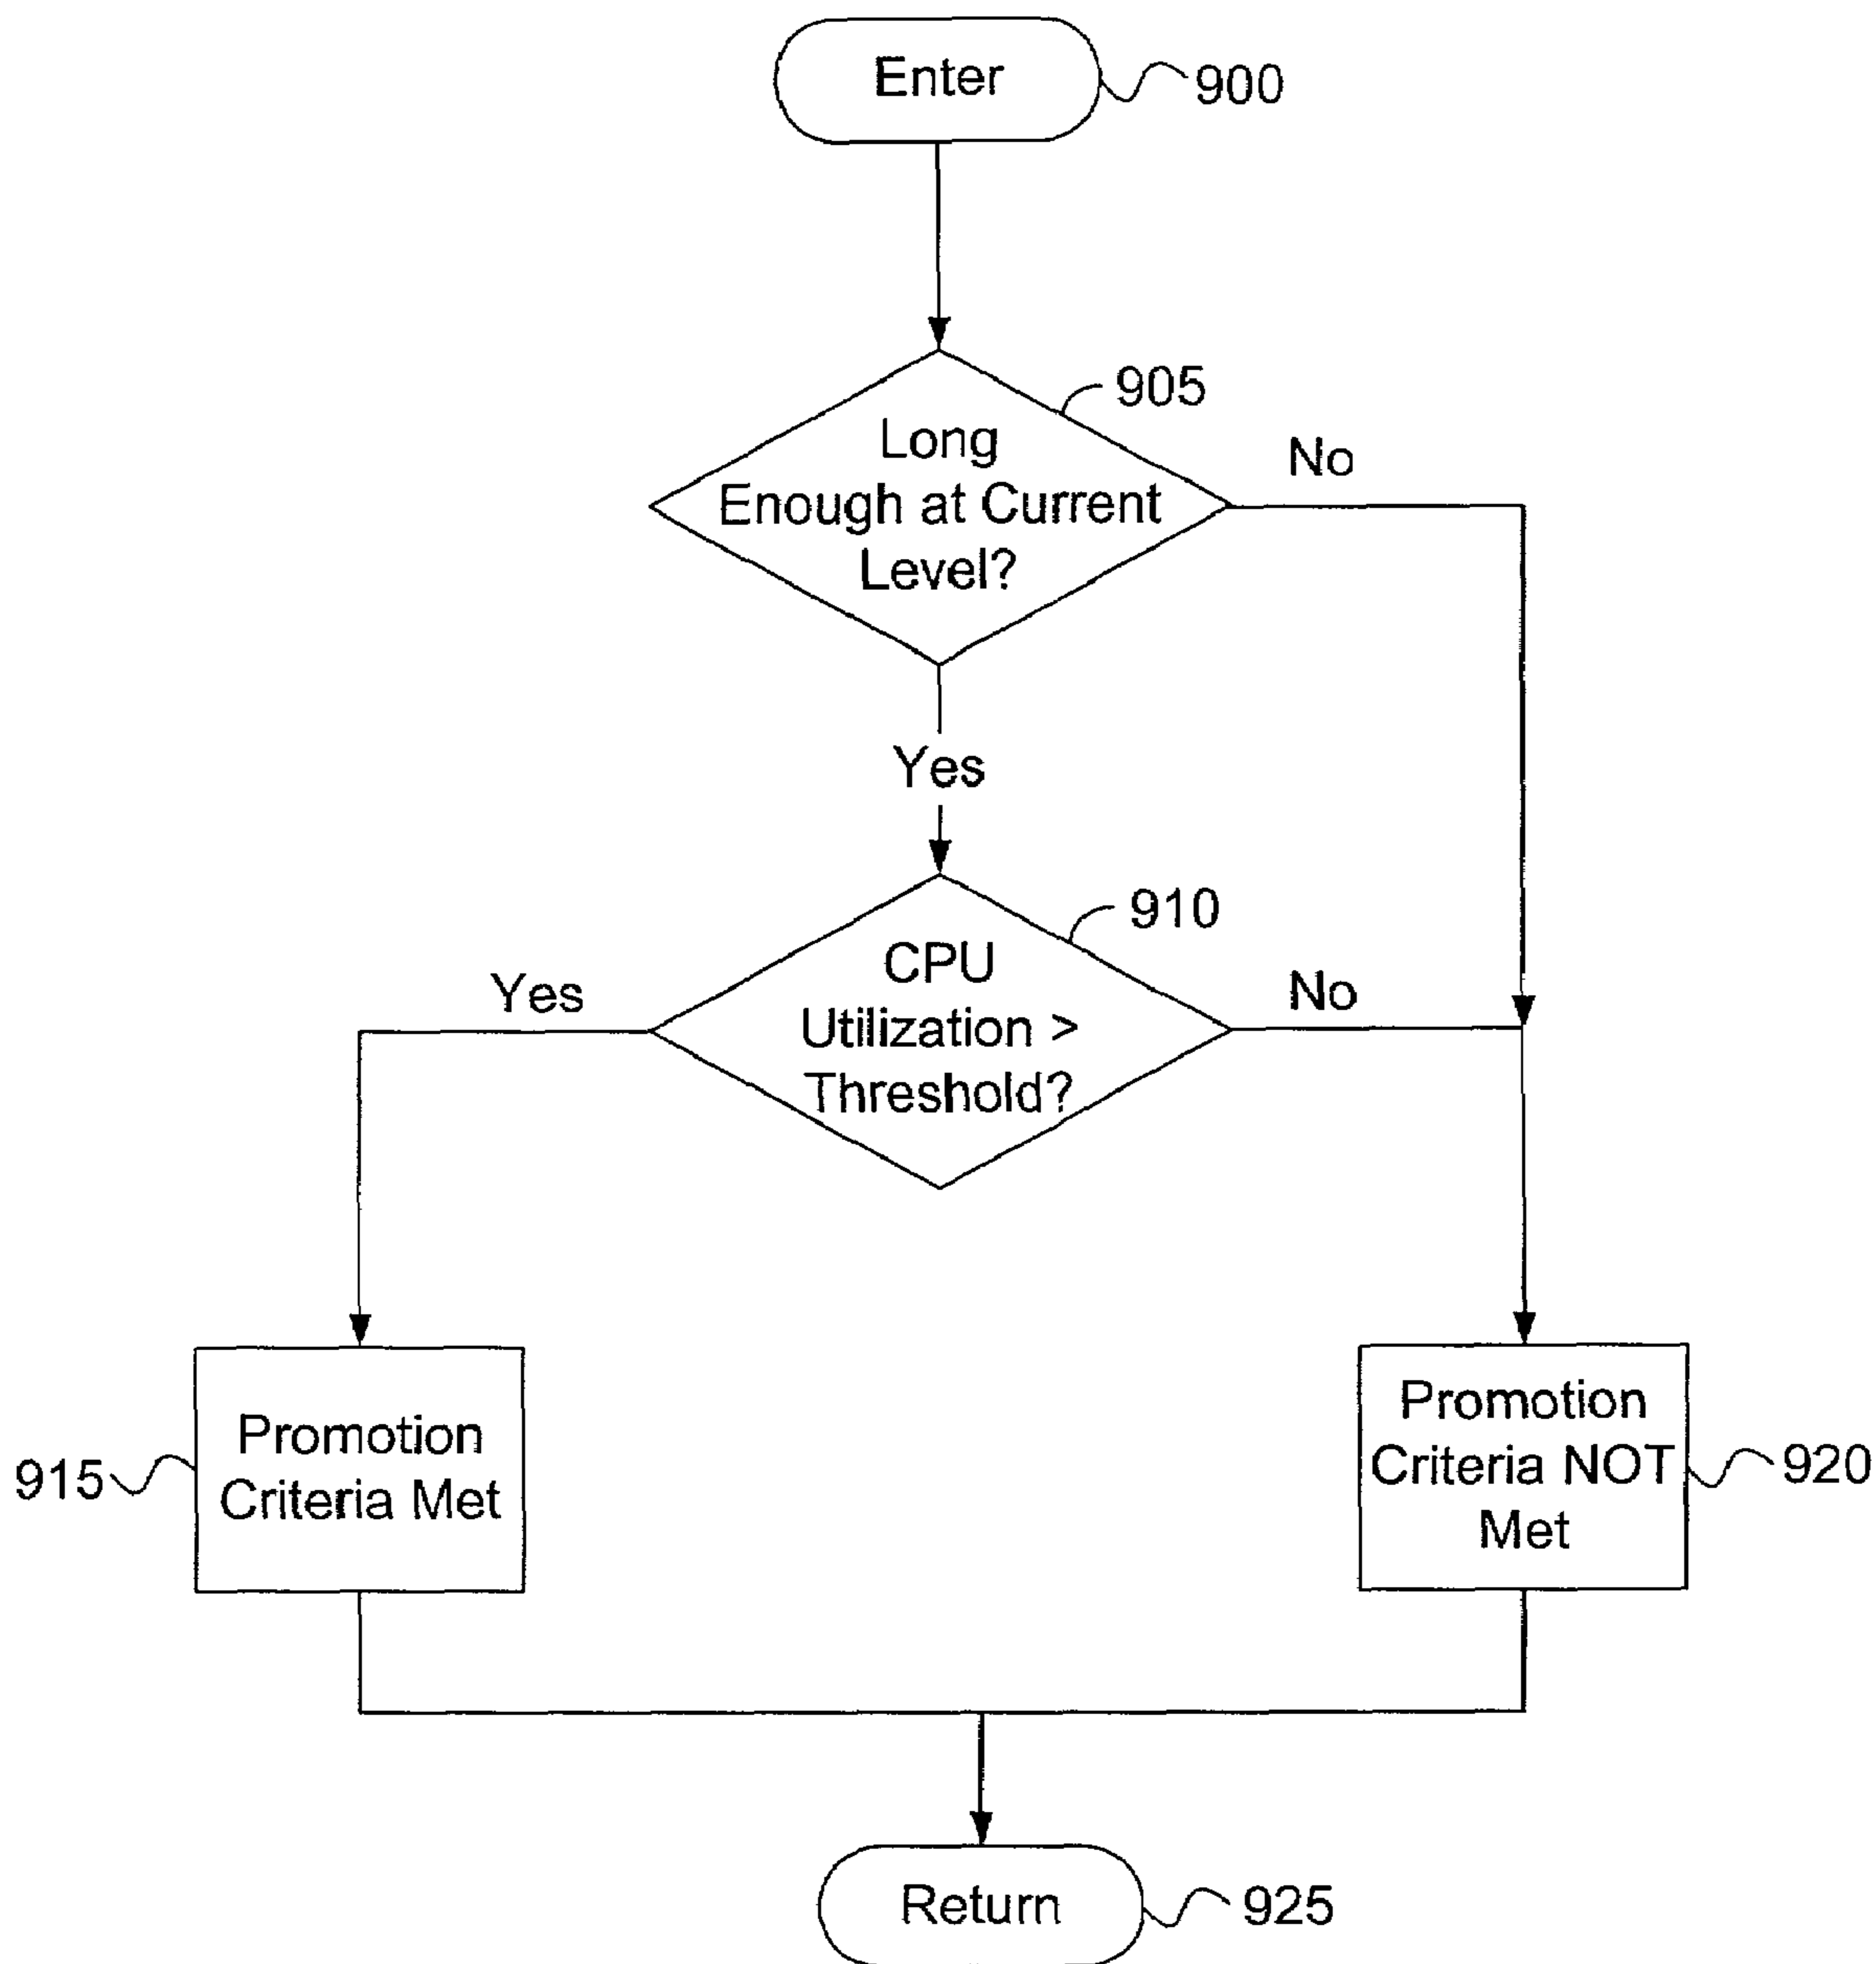 Enter
900
905
Long
Enough at Current
Level?
No
Yes
910
CPU
Utilization >
Threshold?
Yes
No
Promotion
Criteria Met
915
Promotion
Criteria NOT
Met
920
Return
925